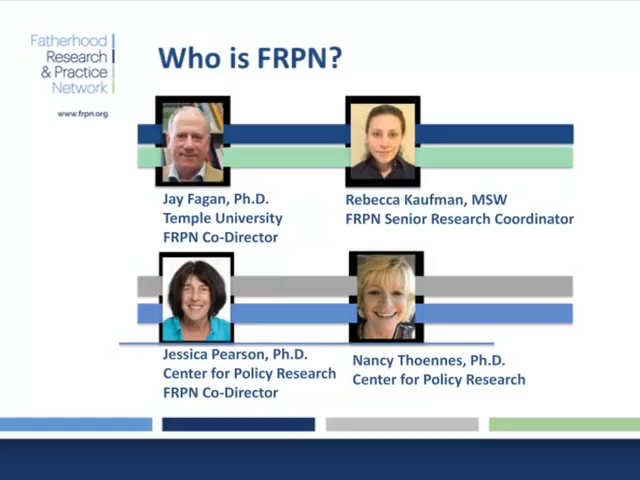 Fatherhood
Research
& Practice
Network
www.frpn.org
Who is FRPN?
Jay Fagan, Ph.D.
Temple University
FRPN Co-Director
Rebecca Kaufman, MSW
FRPN Senior Research Coordinator
Jessica Pearson, Ph.D.
Center for Policy Research
FRPN Co-Director
Nancy Thoennes, Ph.D.
Center for Policy Research